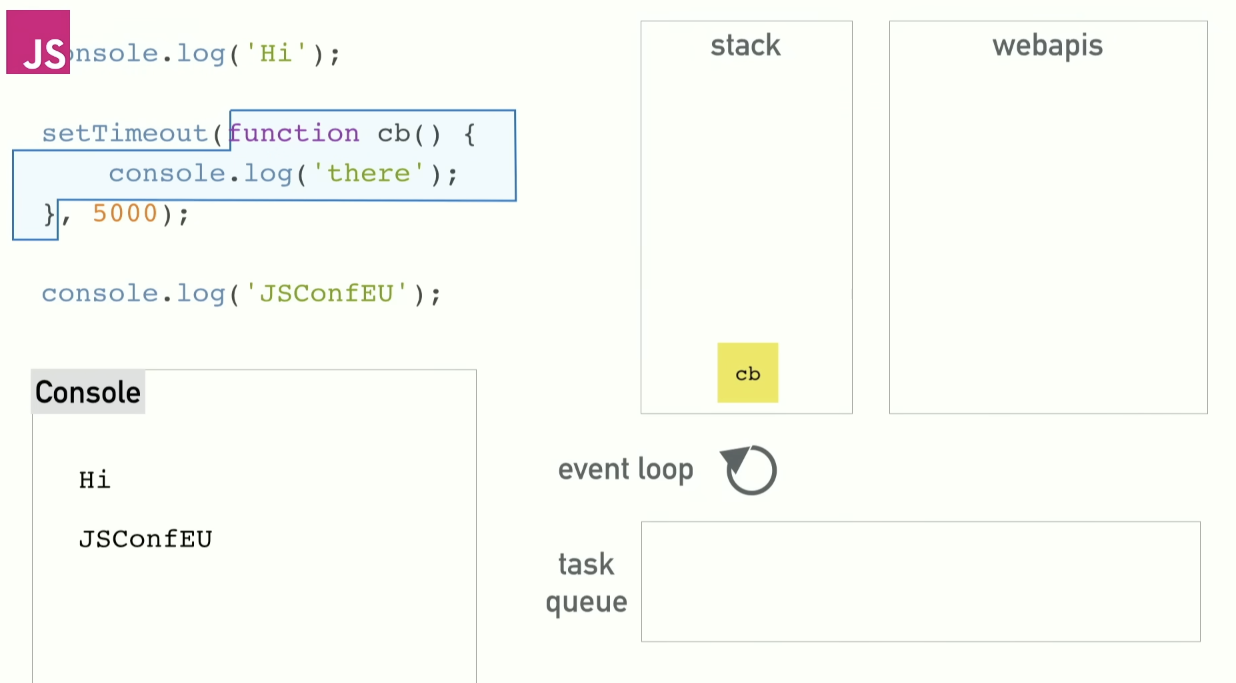 JS
onsole.log('Hi');
setTimeout(function cb() {
console.log('there');
}, 5000);
console.log('JSConfEU');
Console
Hi
JSConfEU
stack
cb
webapis
event loop
task
queue